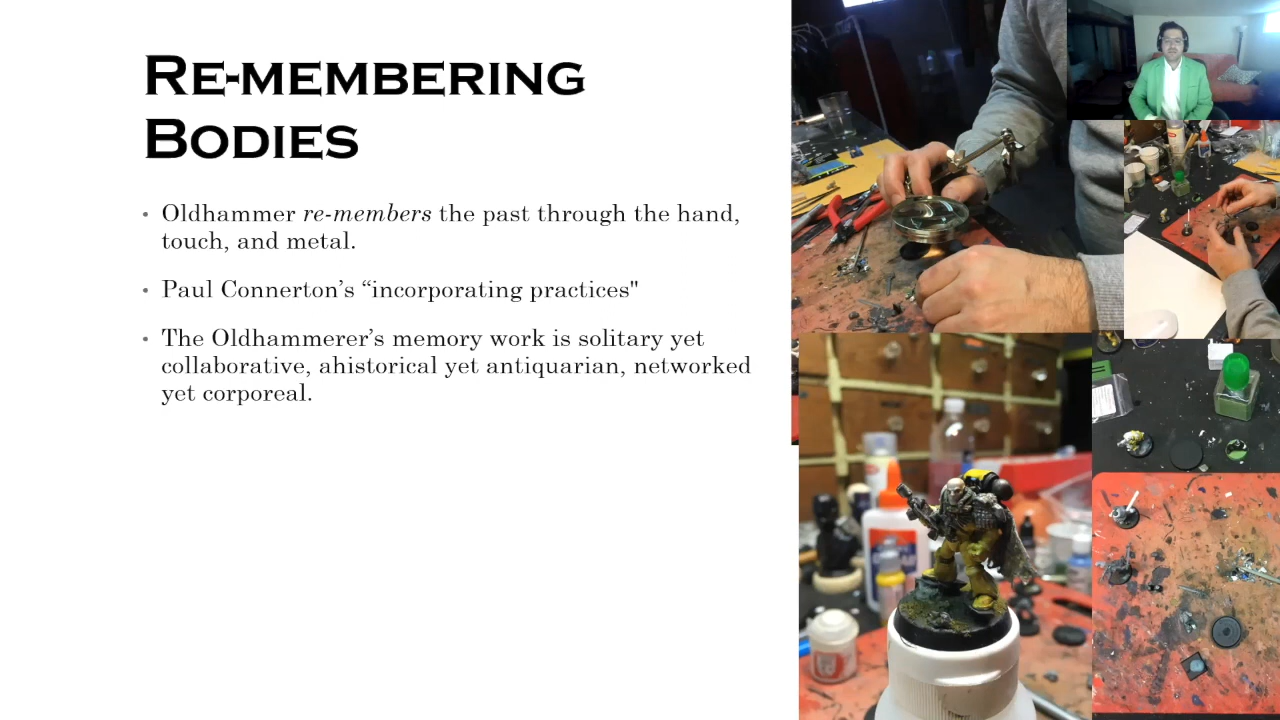 RE-MEMBERING
BODIES
• Oldhammer re-members the past through the hand,
touch, and metal.
• Paul Connerton’s “incorporating practices"
• The Oldhammerer’s memory work is solitary yet
collaborative, ahistorical yet antiquarian, networked
yet corporeal.